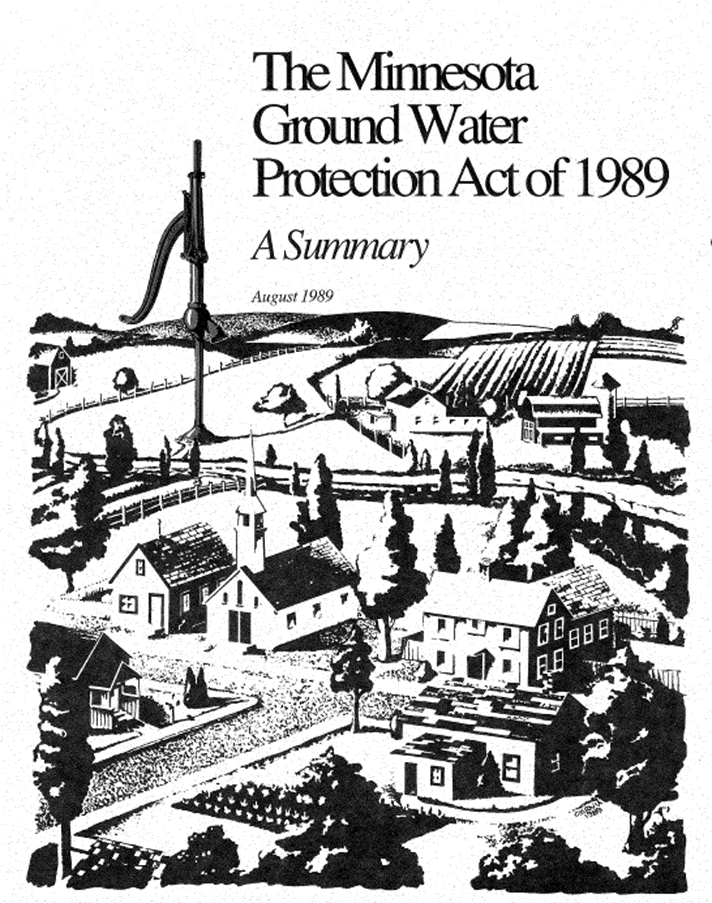 The Minnesota
Ground Water
Protection Act of 1989
A Summary
August 1989